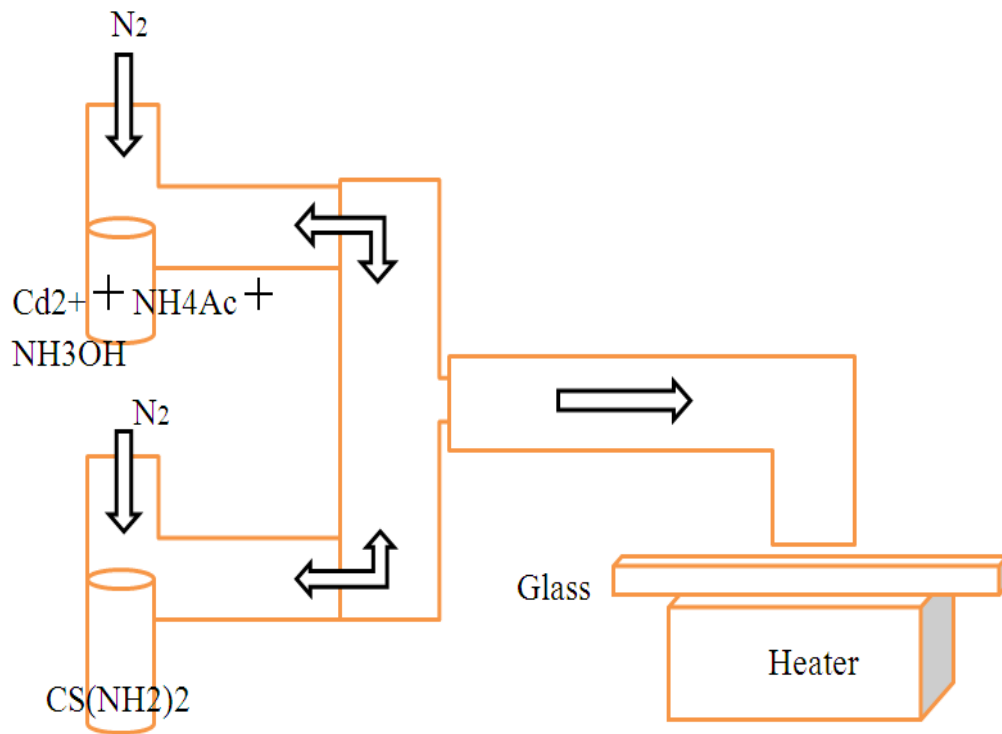 N2
Cd2+ + NH4Ac +
NH3OH
N2
CS(NH2)2
Glass
Heater